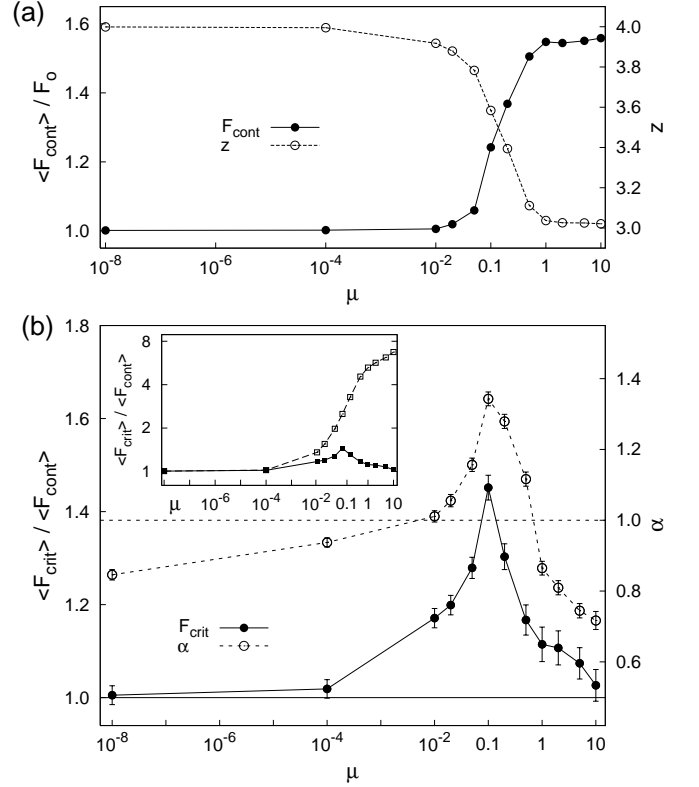 (a)
1.6
1.4
1.2
1.0
<F_cont> / F_o
4.0
3.8
3.6
3.4
3.2
3.0
z
F_cont
z
10^-8 10^-6 10^-4 10^-2 0.1 1 10
μ
(b)
1.8
1.6
1.4
1.2
1.0
<F_crit> / <F_cont>
1.4
1.2
1.0
0.8
0.6
α
8
4
2
1
<F_crit> / <F_cont>
μ 10^-6 10^-4 10^-2 0.1 1 10
F_crit
α
10^-8 10^-6 10^-4 10^-2 0.1 1 10
μ